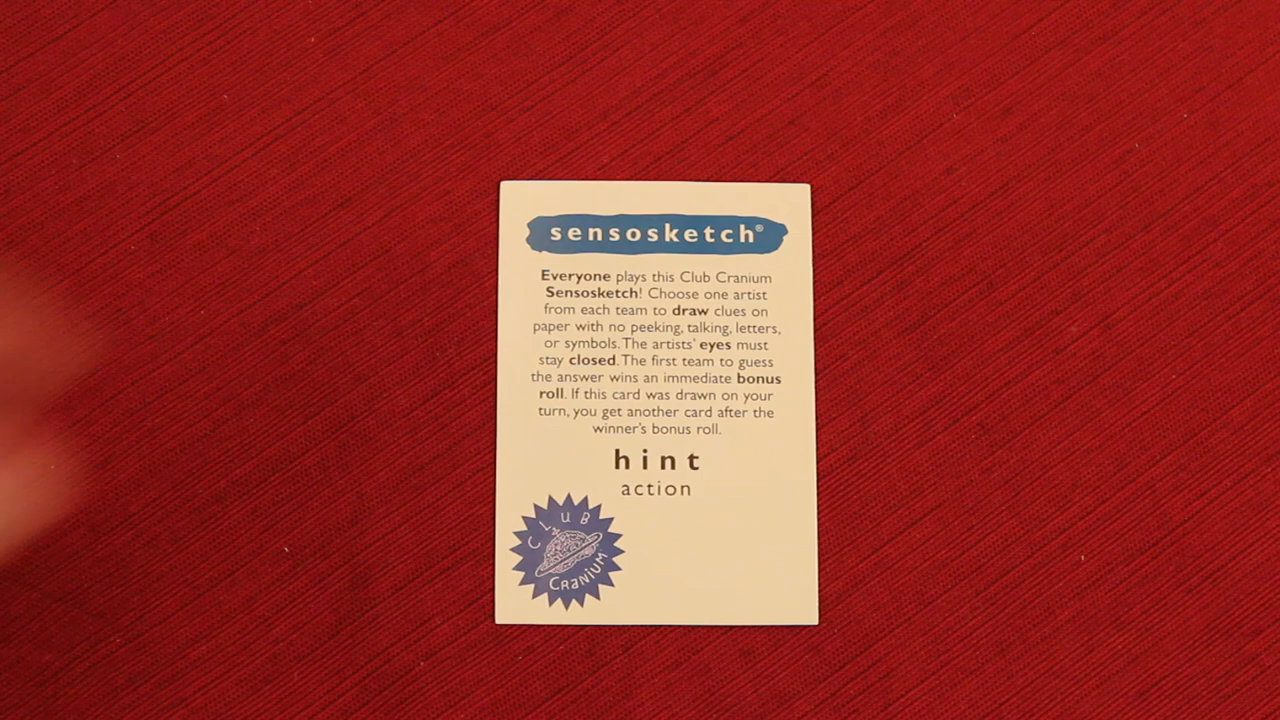 sensosketch®
Everyone plays this Club Cranium
Sensosketch! Choose one artist
from each team to draw clues on
paper with no peeking, talking, letters,
or symbols. The artists' eyes must
stay closed. The first team to guess
the answer wins an immediate bonus
roll. If this card was drawn on your
turn, you get another card after the
winner's bonus roll.
hint
action
CLUB
CRANIUM